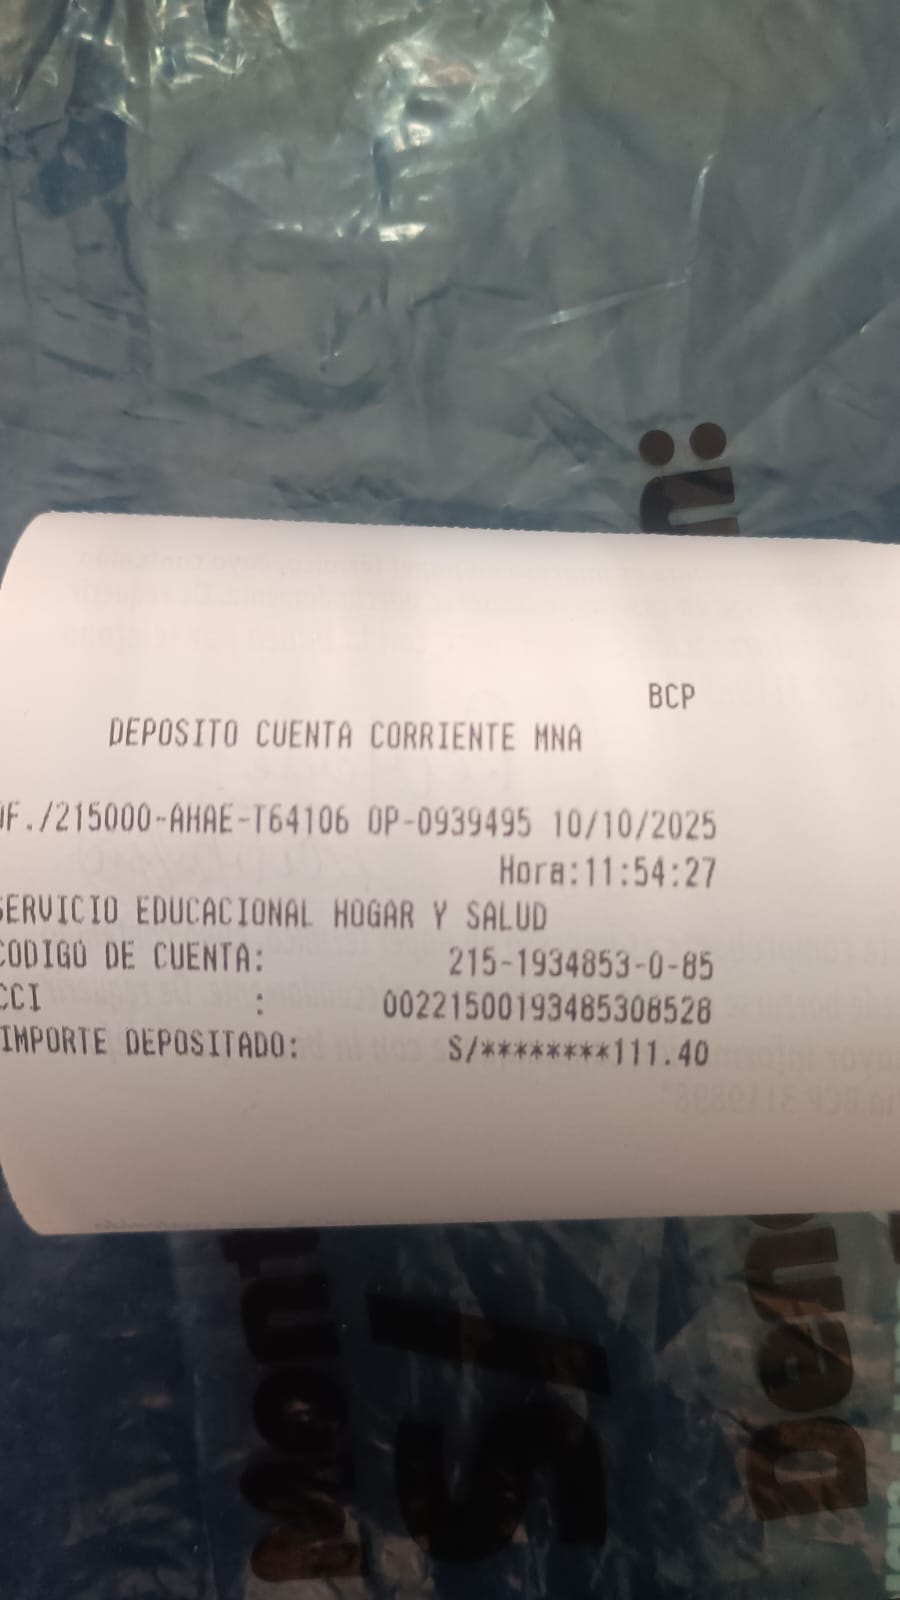 BCP
DEPOSITO CUENTA CORRIENTE MNA
OF./215000-AHAE-T64106 OP-0939495 10/10/2025
Hora:11:54:27
SERVICIO EDUCACIONAL HOGAR Y SALUD
CODIGO DE CUENTA: 215-1934853-0-85
CCI : 00221500193485308528
IMPORTE DEPOSITADO: S/********111.40